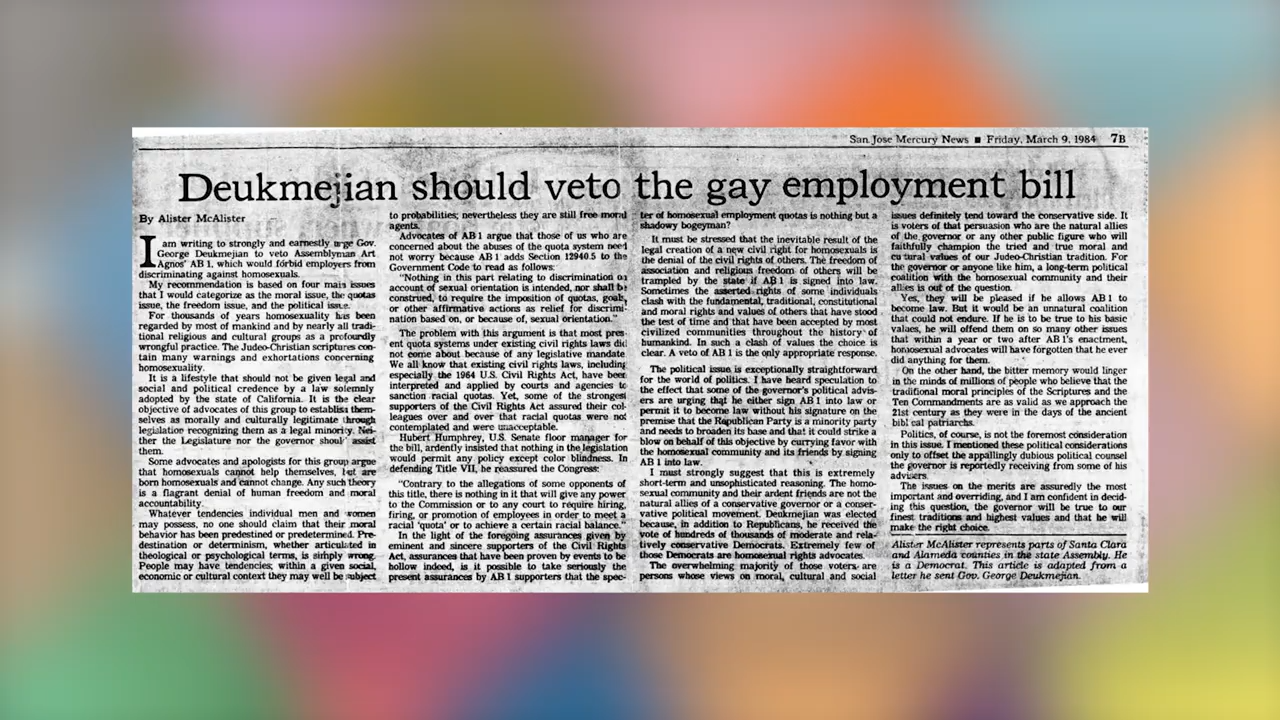 San Jose Mercury News ■ Friday, March 9, 1984 7B
Deukmejian should veto the gay employment bill
By Alister McAlister
I am writing to strongly and earnestly urge Gov.
George Deukmejian to veto Assemblyman Art
Agnos' AB 1, which would forbid employers from
discriminating against homosexuals.
My recommendation is based on four main issues
that I would categorize as the moral issue, the quotas
issue, the freedom issue, and the political issue.
For thousands of years homosexuality has been
regarded by most of mankind and by nearly all tradi-
tional religious and cultural groups as a profoundly
wrongful practice. The Judeo-Christian scriptures con-
tain many warnings and exhortations concerning
homosexuality.
It is a lifestyle that should not be given legal and
social and political credence by a law solemnly
adopted by the state of California. It is the clear
objective of advocates of this group to establish them-
selves as morally and culturally legitimate through
legislation recognizing them as a legal minority. Nei-
ther the Legislature nor the governor should assist
them.
Some advocates and apologists for this group argue
that homosexuals cannot help themselves, but are
born homosexuals and cannot change. Any such theory
is a flagrant denial of human freedom and moral
accountability.
Whatever tendencies individual men and women
may possess, no one should claim that their moral
behavior has been predestined or predetermined. Pre-
destination or determinism, whether articulated in
theological or psychological terms, is simply wrong.
People may have tendencies; within a given social,
economic or cultural context they may well be subject
to probabilities; nevertheless they are still free moral
agents.
Advocates of AB 1 argue that those of us who are
concerned about the abuses of the quota system need
not worry because AB 1 adds Section 12940.5 to the
Government Code to read as follows:
"Nothing in this part relating to discrimination on
account of sexual orientation is intended, nor shall be
construed, to require the imposition of quotas, goals,
or other affirmative actions as relief for discrimi-
nation based on, or because of, sexual orientation."
The problem with this argument is that most pres-
ent quota systems under existing civil rights laws did
not come about because of any legislative mandate.
We all know that existing civil rights laws, including
especially the 1964 U.S. Civil Rights Act, have been
interpreted and applied by courts and agencies to
sanction racial quotas. Yet, some of the strongest
supporters of the Civil Rights Act assured their col-
leagues over and over that racial quotas were not
contemplated and were unacceptable.
Hubert Humphrey, U.S. Senate floor manager for
the bill, ardently insisted that nothing in the legislation
would permit any policy except color blindness. In
defending Title VII, he reassured the Congress:
"Contrary to the allegations of some opponents of
this title, there is nothing in it that will give any power
to the Commission or to any court to require hiring,
firing, or promotion of employees in order to meet a
racial 'quota' or to achieve a certain racial balance."
In the light of the foregoing assurances given by
eminent and sincere supporters of the Civil Rights
Act, assurances that have been proven by events to be
hollow indeed, is it possible to take seriously the
present assurances by AB 1 supporters that the spec-
ter of homosexual employment quotas is nothing but a
shadowy bogeyman?
It must be stressed that the inevitable result of the
legal creation of a new civil right for homosexuals is
the denial of the civil rights of others. The freedom of
association and religious freedom of others will be
trampled by the state if AB 1 is signed into law.
Sometimes the asserted rights of some individuals
clash with the fundamental, traditional, constitutional
and moral rights and values of others that have stood
the test of time and that have been accepted by most
civilized communities throughout the history of
humankind. In such a clash of values the choice is
clear. A veto of AB 1 is the only appropriate response.
The political issue is exceptionally straightforward
for the world of politics. I have heard speculation to
the effect that some of the governor's political advis-
ers are urging that he either sign AB 1 into law or
permit it to become law without his signature on the
premise that the Republican Party is a minority party
and needs to broaden its base and that it could strike a
blow on behalf of this objective by currying favor with
the homosexual community and its friends by signing
AB 1 into law.
I must strongly suggest that this is extremely
short-term and unsophisticated reasoning. The homo-
sexual community and their ardent friends are not the
natural allies of a conservative governor or a conser-
vative political movement. Deukmejian was elected
because, in addition to Republicans, he received the
vote of hundreds of thousands of moderate and rela-
tively conservative Democrats. Extremely few of
those Democrats are homosexual rights advocates.
The overwhelming majority of those voters are
persons whose views on moral, cultural and social
issues definitely tend toward the conservative side. It
is voters of that persuasion who are the natural allies
of the governor or any other public figure who will
faithfully champion the tried and true moral and
cultural values of our Judeo-Christian tradition. For
the governor or anyone like him, a long-term political
coalition with the homosexual community and their
allies is out of the question.
Yes, they will be pleased if he allows AB 1 to
become law. But it would be an unnatural coalition
that could not endure. If he is to be true to his basic
values, he will offend them on so many other issues
that within a year or two after AB 1's enactment,
homosexual advocates will have forgotten that he ever
did anything for them.
On the other hand, the bitter memory would linger
in the minds of millions of people who believe that the
traditional moral principles of the Scriptures and the
Ten Commandments are as valid as we approach the
21st century as they were in the days of the ancient
biblical patriarchs.
Politics, of course, is not the foremost consideration
in this issue. I mentioned these political considerations
only to offset the appallingly dubious political counsel
the governor is reportedly receiving from some of his
advisers.
The issues on the merits are assuredly the most
important and overriding, and I am confident in decid-
ing this question, the governor will be true to our
finest traditions and highest values and that he will
make the right choice.
Alister McAlister represents parts of Santa Clara
and Alameda counties in the state Assembly. He
is a Democrat. This article is adapted from a
letter he sent Gov. George Deukmejian.